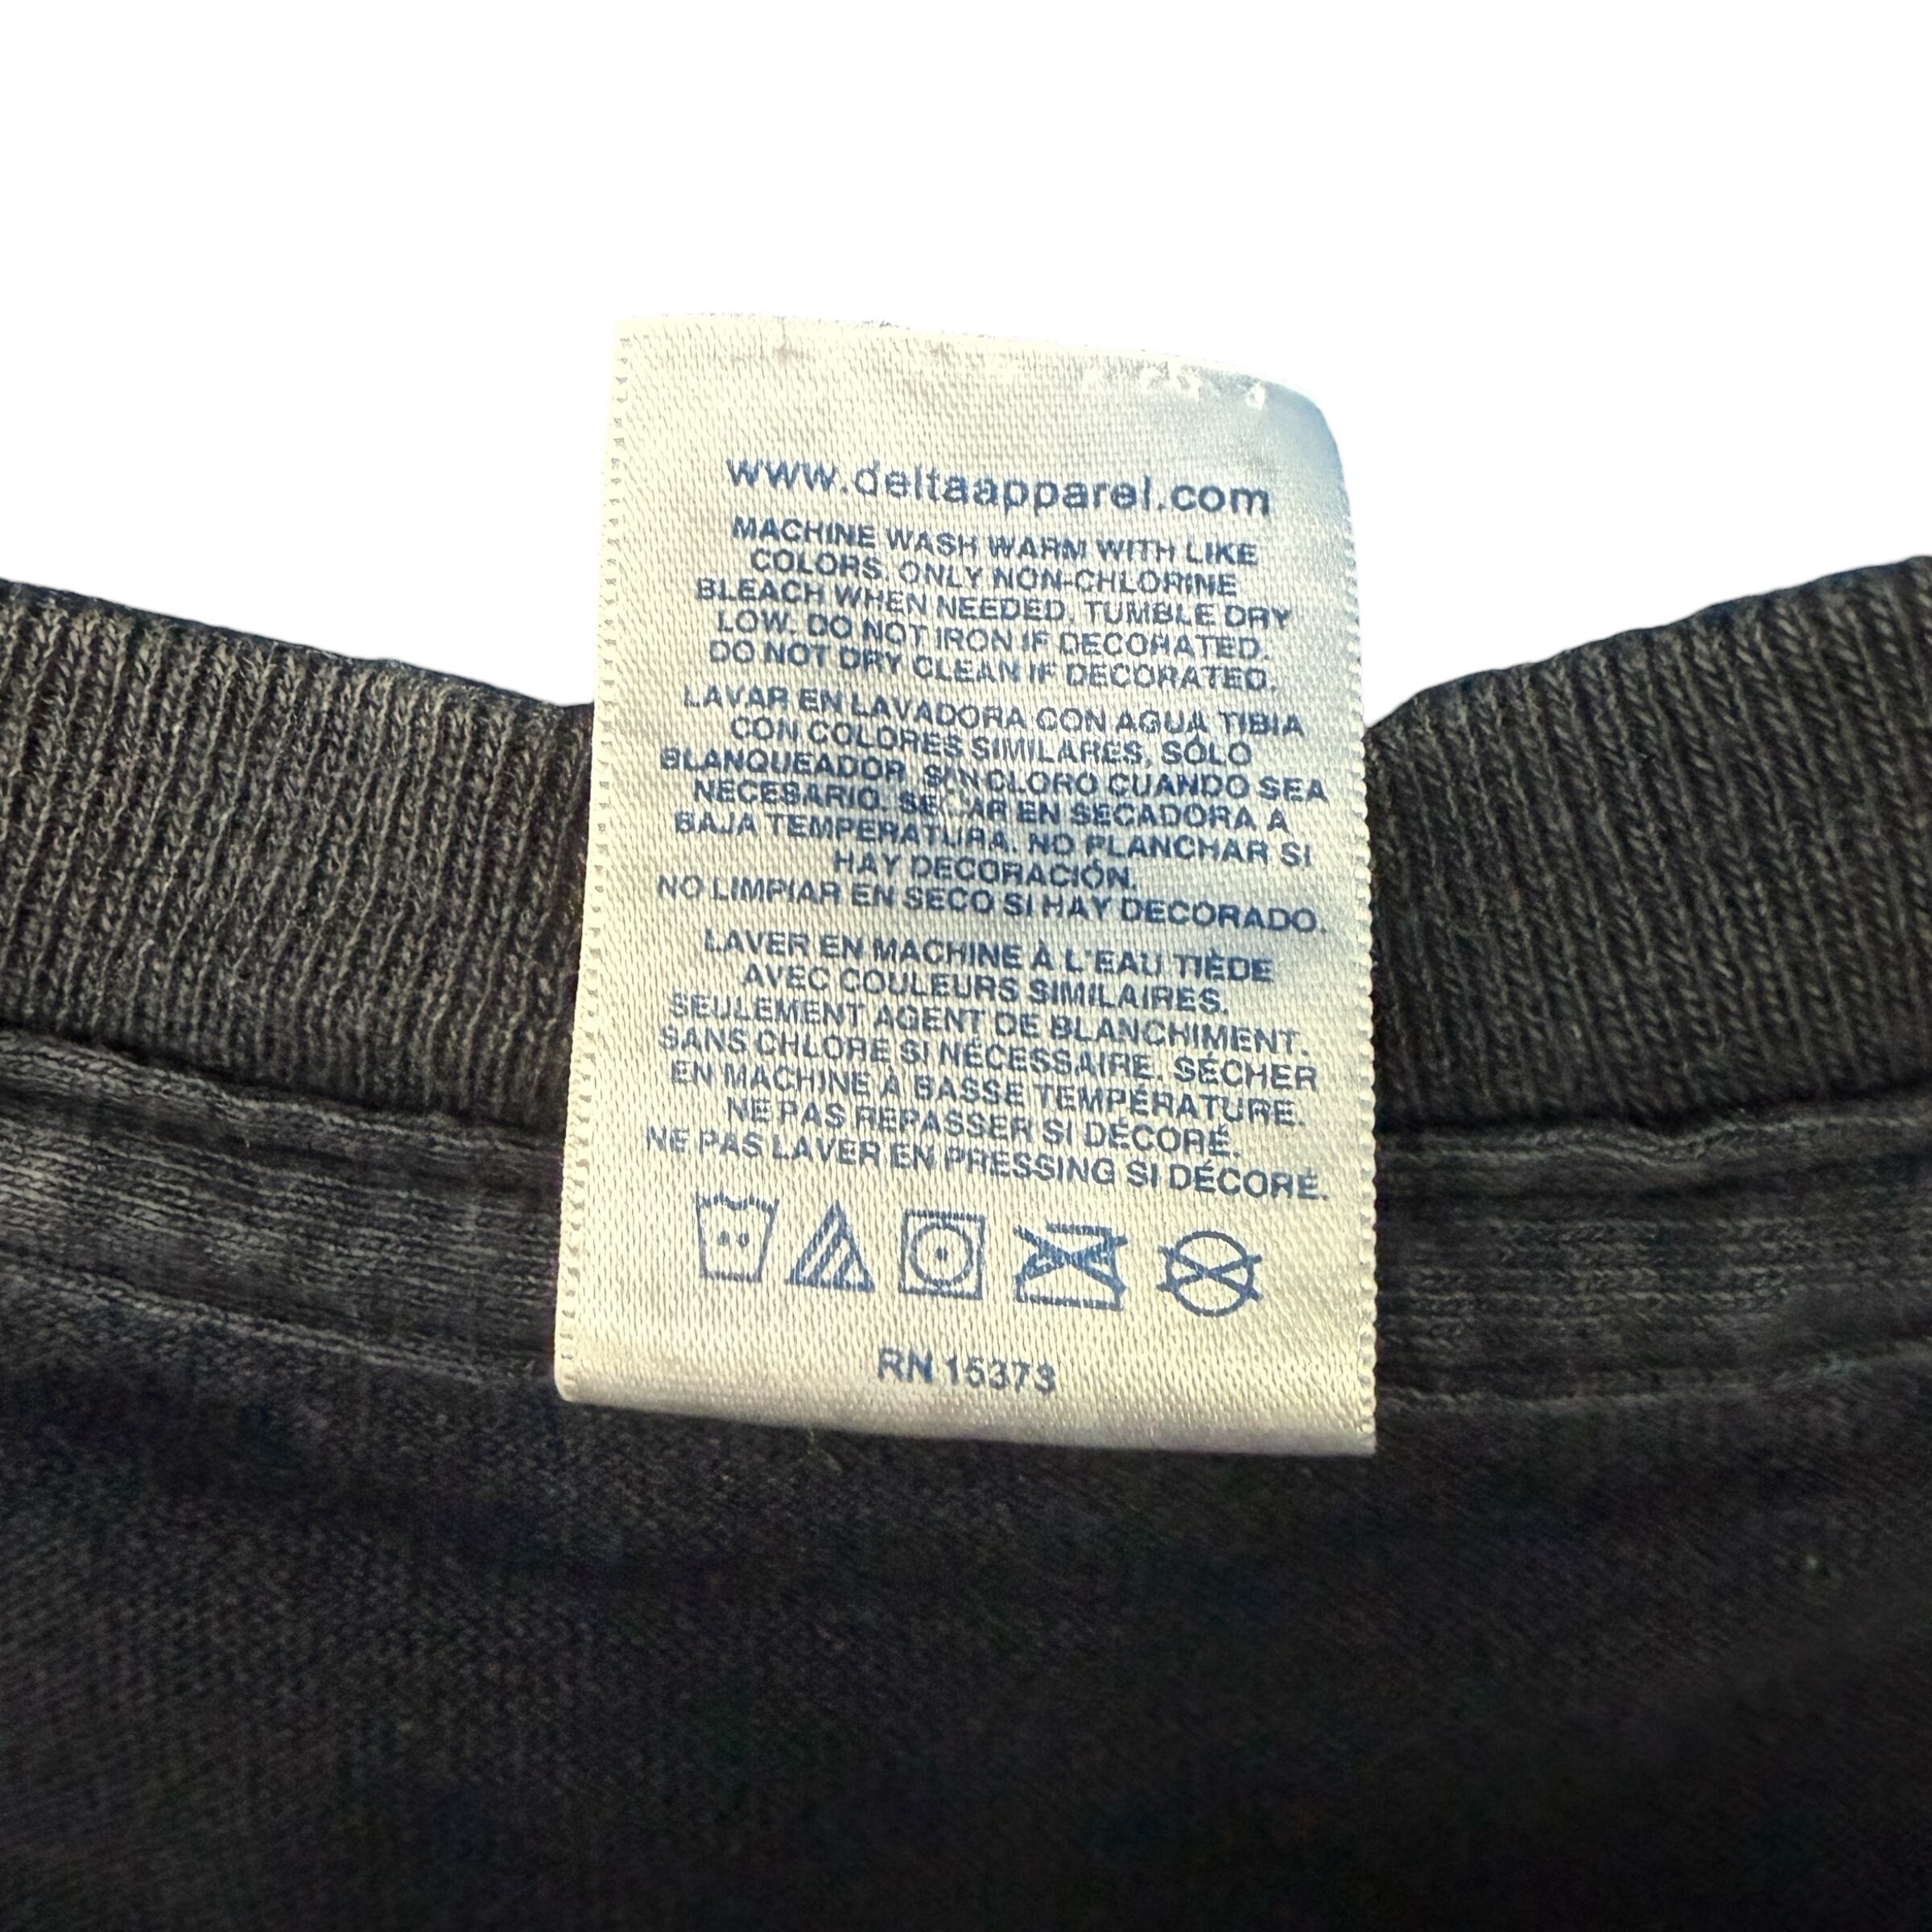 www.deltaapparel.com
MACHINE WASH WARM WITH LIKE
COLORS. ONLY NON-CHLORINE
BLEACH WHEN NEEDED. TUMBLE DRY
LOW. DO NOT IRON IF DECORATED.
DO NOT DRY CLEAN IF DECORATED.
LAVAR EN LAVADORA CON AGUA TIBIA
CON COLORES SIMILARES, SÓLO
BLANQUEADOR SIN CLORO CUANDO SEA
NECESARIO. SECAR EN SECADORA A
BAJA TEMPERATURA. NO PLANCHAR SI
HAY DECORACIÓN.
NO LIMPIAR EN SECO SI HAY DECORADO.
LAVER EN MACHINE À L'EAU TIÈDE
AVEC COULEURS SIMILAIRES.
SEULEMENT AGENT DE BLANCHIMENT.
SANS CHLORE SI NÉCESSAIRE. SÉCHER
EN MACHINE À BASSE TEMPÉRATURE.
NE PAS REPASSER SI DÉCORÉ.
NE PAS LAVER EN PRESSING SI DÉCORÉ.
RN 15373